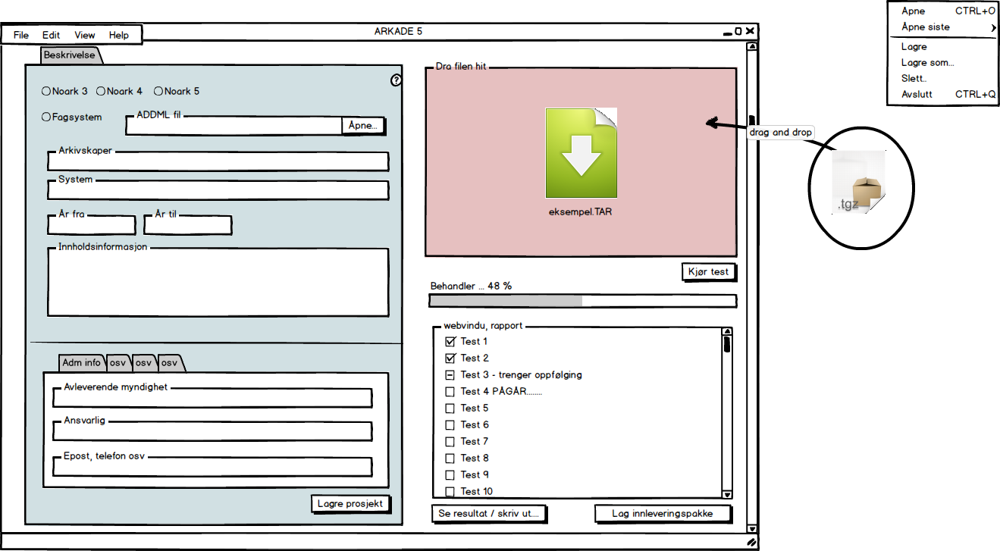 ARKADE 5
File Edit View Help
Beskrivelse
?
Noark 3 Noark 4 Noark 5
Fagsystem
ADDML fil
Åpne...
Arkivskaper
System
År fra
År til
Innholdsinformasjon
Adm info osv osv osv
Avleverende myndighet
Ansvarlig
Epost, telefon osv
Lagre prosjekt
Dra filen hit
eksempel.TAR
Kjør test
Behandler ... 48 %
webvindu, rapport
Test 1
Test 2
Test 3 - trenger oppfølging
Test 4 PÅGÅR........
Test 5
Test 6
Test 7
Test 8
Test 9
Test 10
Se resultat / skriv ut....
Lag innleveringspakke
drag and drop
.tgz
Åpne CTRL+O
Åpne siste
Lagre
Lagre som...
Slett..
Avslutt CTRL+Q